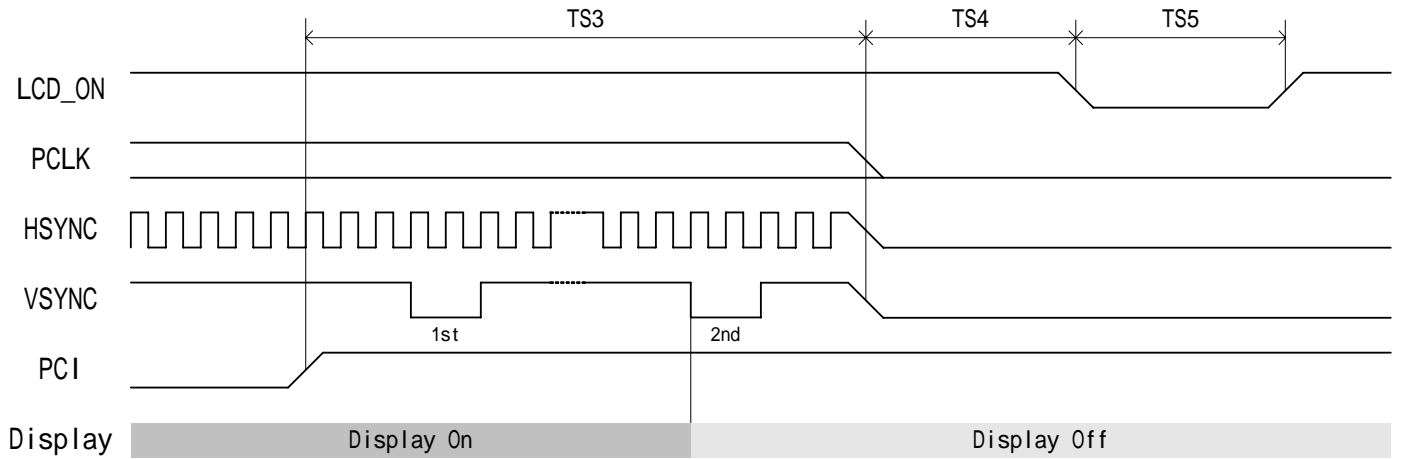 TS3 TS4 TS5
LCD_ON
PCLK
HSYNC
VSYNC
1st 2nd
PCI
Display Display On Display Off